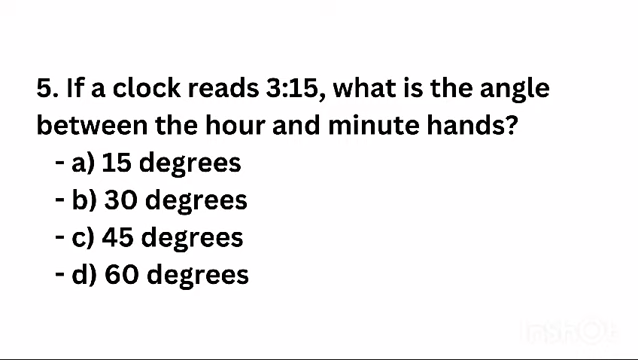 5. If a clock reads 3:15, what is the angle
between the hour and minute hands?
- a) 15 degrees
- b) 30 degrees
- c) 45 degrees
- d) 60 degrees
InShOt